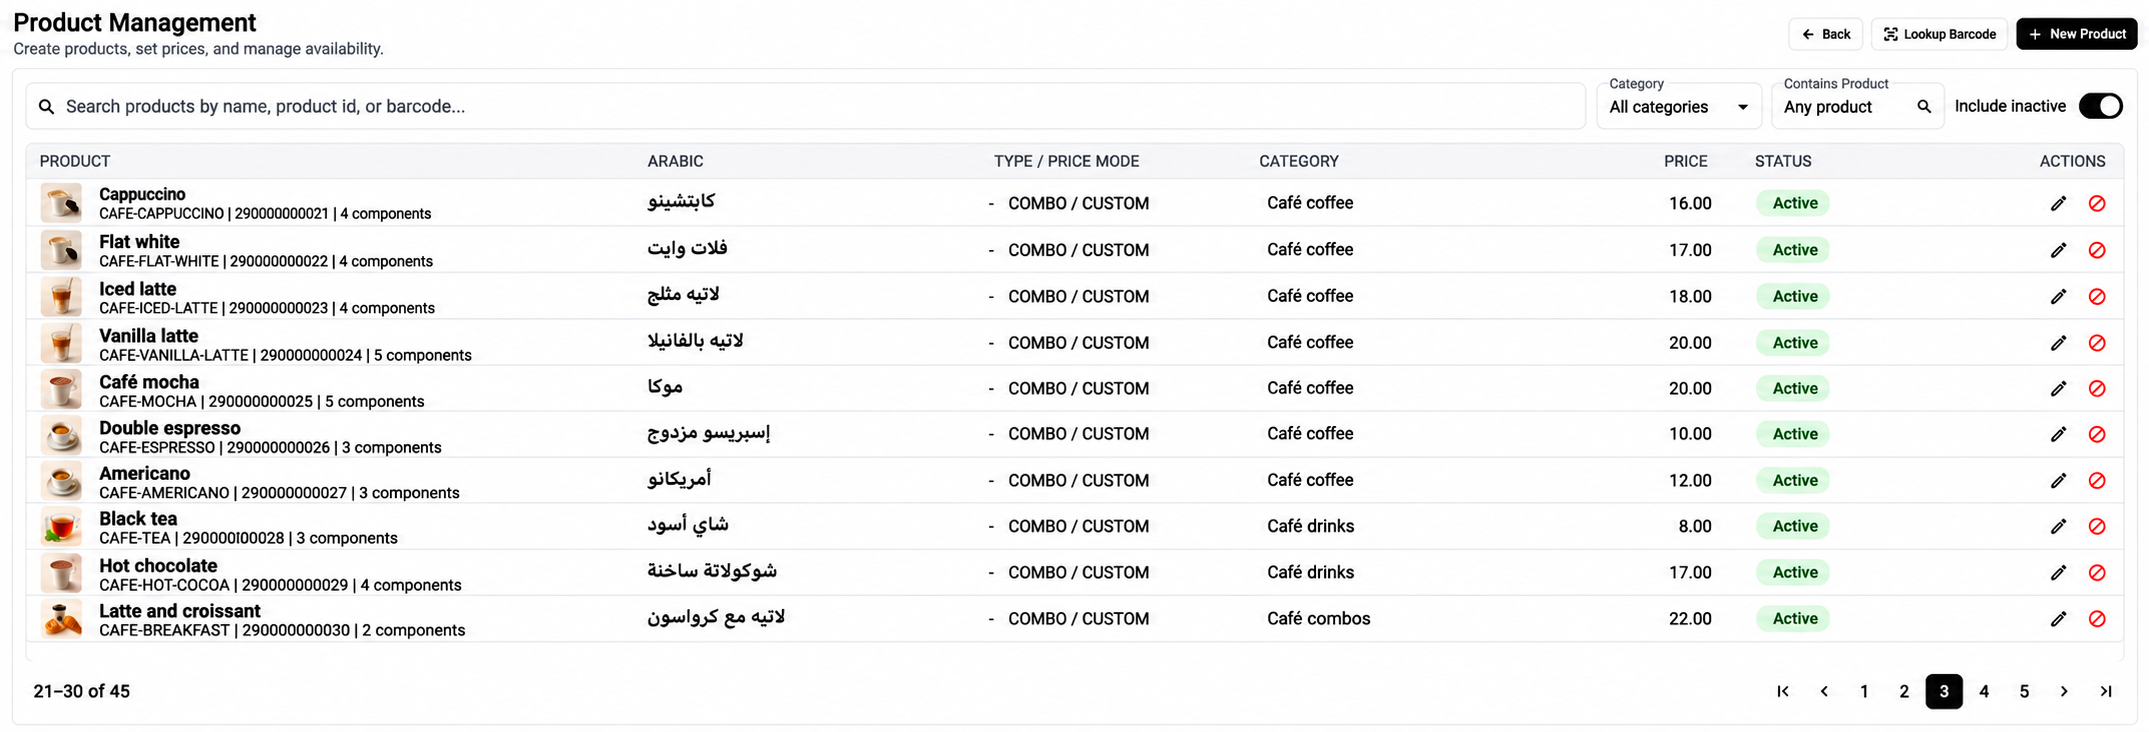 Product Management
Create products, set prices, and manage availability.
Back
Lookup Barcode
New Product
Search products by name, product id, or barcode...
Category
All categories
Contains Product
Any product
Include inactive
PRODUCT ARABIC TYPE / PRICE MODE CATEGORY PRICE STATUS ACTIONS
Cappuccino
CAFE-CAPPUCCINO | 290000000021 | 4 components
كابتشينو
- COMBO / CUSTOM
Café coffee
16.00
Active
Flat white
CAFE-FLAT-WHITE | 290000000022 | 4 components
فلات وايت
- COMBO / CUSTOM
Café coffee
17.00
Active
Iced latte
CAFE-ICED-LATTE | 290000000023 | 4 components
لاتيه مثلج
- COMBO / CUSTOM
Café coffee
18.00
Active
Vanilla latte
CAFE-VANILLA-LATTE | 290000000024 | 5 components
لاتيه بالفانيلا
- COMBO / CUSTOM
Café coffee
20.00
Active
Café mocha
CAFE-MOCHA | 290000000025 | 5 components
موكا
- COMBO / CUSTOM
Café coffee
20.00
Active
Double espresso
CAFE-ESPRESSO | 290000000026 | 3 components
إسبريسو مزدوج
- COMBO / CUSTOM
Café coffee
10.00
Active
Americano
CAFE-AMERICANO | 290000000027 | 3 components
أمريكانو
- COMBO / CUSTOM
Café coffee
12.00
Active
Black tea
CAFE-TEA | 290000000028 | 3 components
شاي أسود
- COMBO / CUSTOM
Café drinks
8.00
Active
Hot chocolate
CAFE-HOT-COCOA | 290000000029 | 4 components
شوكولاتة ساخنة
- COMBO / CUSTOM
Café drinks
17.00
Active
Latte and croissant
CAFE-BREAKFAST | 290000000030 | 2 components
لاتيه مع كرواسون
- COMBO / CUSTOM
Café combos
22.00
Active
21–30 of 45
1 2 3 4 5